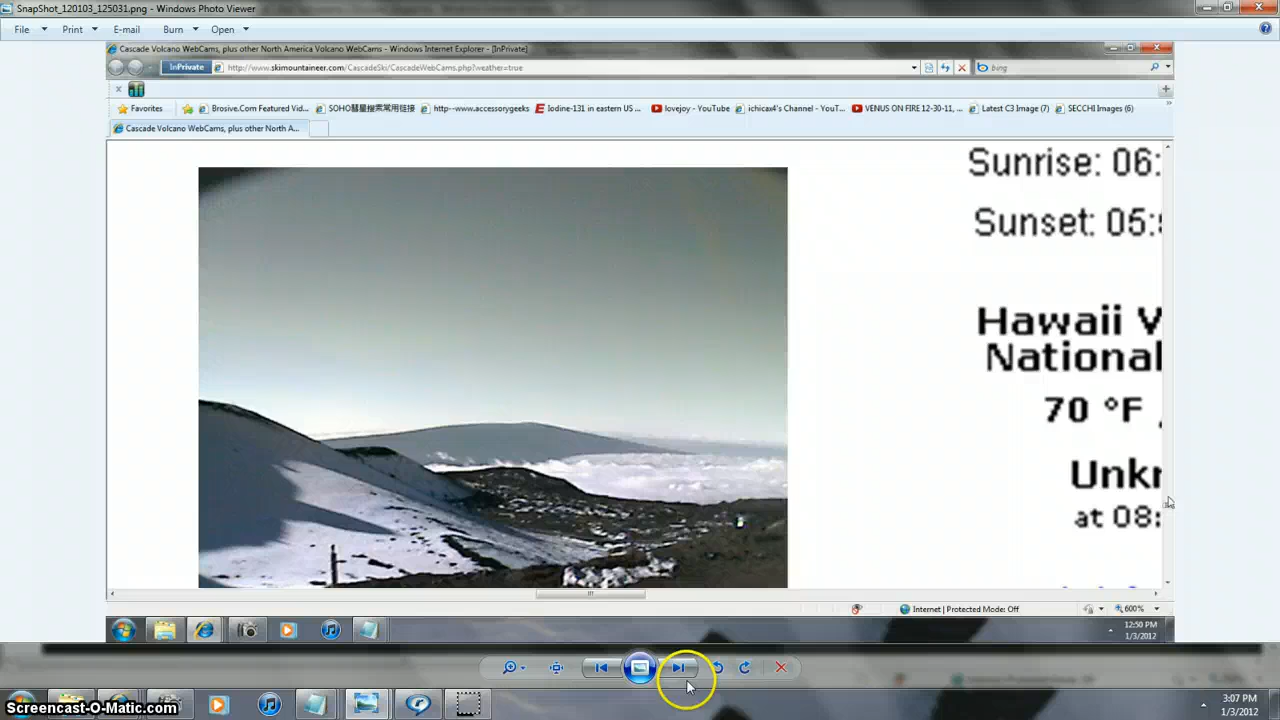 SnapShot_120103_125031.png - Windows Photo Viewer
File Print E-mail Burn Open
Cascade Volcano WebCams, plus other North America Volcano WebCams - Windows Internet Explorer - [InPrivate]
InPrivate http://www.skimountaineer.com/CascadeSki/CascadeWebCams.php?weather=true bing
Favorites Brosive.Com Featured Vid... SOHO彗星搜索常用链接 http--www.accessorygeeks Iodine-131 in eastern US ... lovejoy - YouTube ichicax4's Channel - YouT... VENUS ON FIRE 12-30-11, ... Latest C3 Image (7) SECCHI Images (6)
Cascade Volcano WebCams, plus other North A...
Sunrise: 06:
Sunset: 05:
Hawaii V
National
70 °F
Unkr
at 08:
Internet | Protected Mode: Off 600%
12:50 PM
1/3/2012
3:07 PM
1/3/2012
Screencast-O-Matic.com